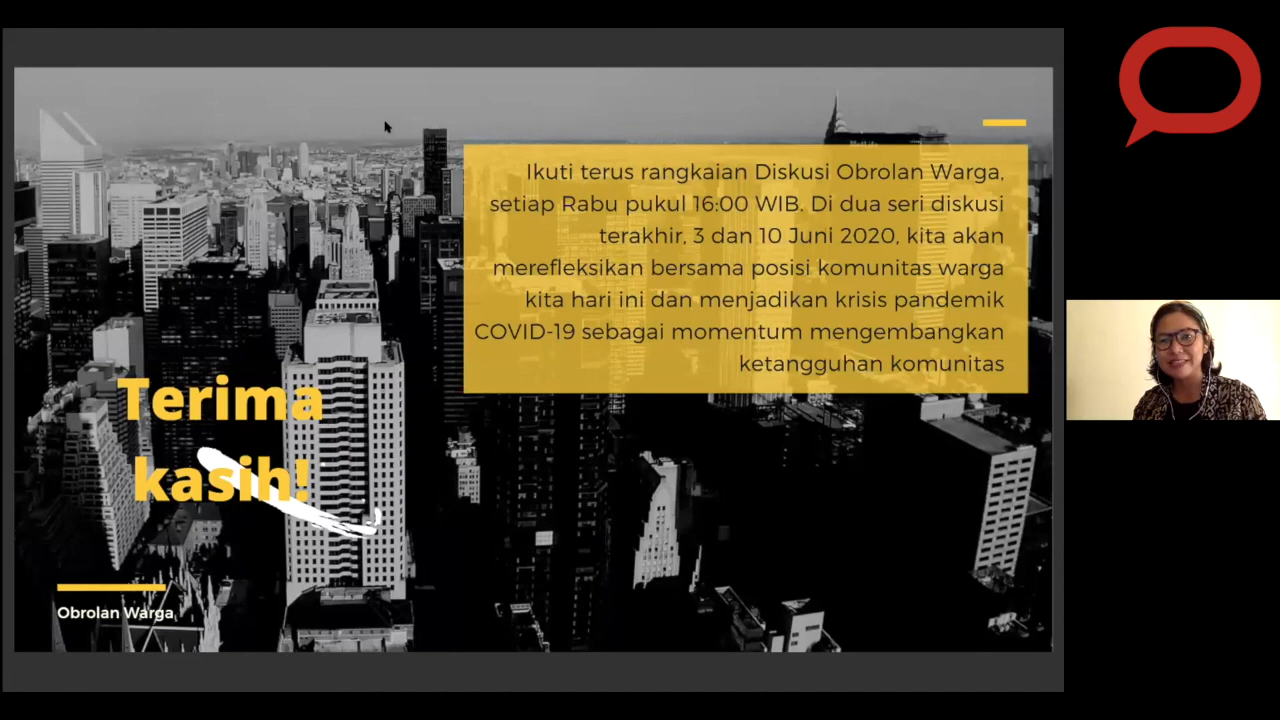 Ikuti terus rangkaian Diskusi Obrolan Warga,
setiap Rabu pukul 16:00 WIB. Di dua seri diskusi
terakhir, 3 dan 10 Juni 2020, kita akan
merefleksikan bersama posisi komunitas warga
kita hari ini dan menjadikan krisis pandemik
COVID-19 sebagai momentum mengembangkan
ketangguhan komunitas
Terima
kasih!
Obrolan Warga